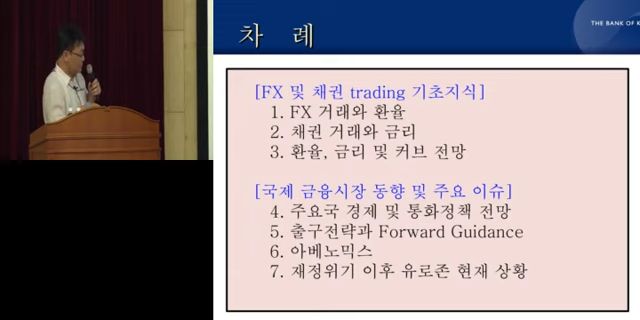 THE BANK OF K
차 례
[FX 및 채권 trading 기초지식]
1. FX 거래와 환율
2. 채권 거래와 금리
3. 환율, 금리 및 커브 전망
[국제 금융시장 동향 및 주요 이슈]
4. 주요국 경제 및 통화정책 전망
5. 출구전략과 Forward Guidance
6. 아베노믹스
7. 재정위기 이후 유로존 현재 상황